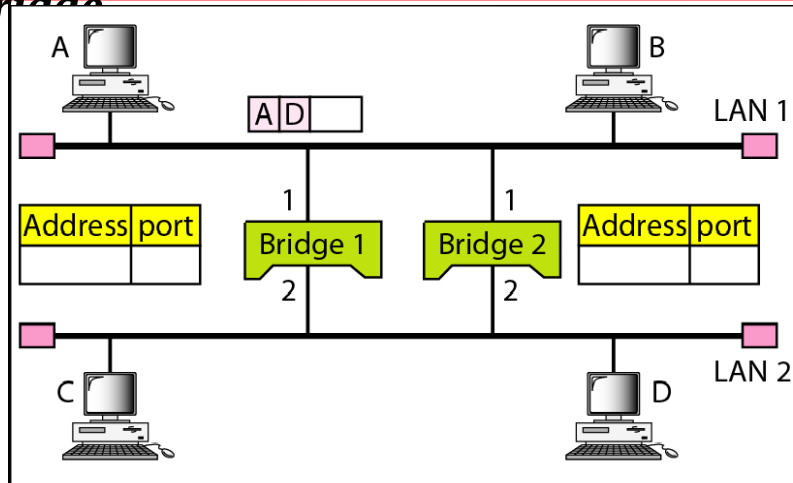 A
B
A D
LAN 1
1
1
Address port
Bridge 1
Bridge 2
Address port
2
2
C
D
LAN 2